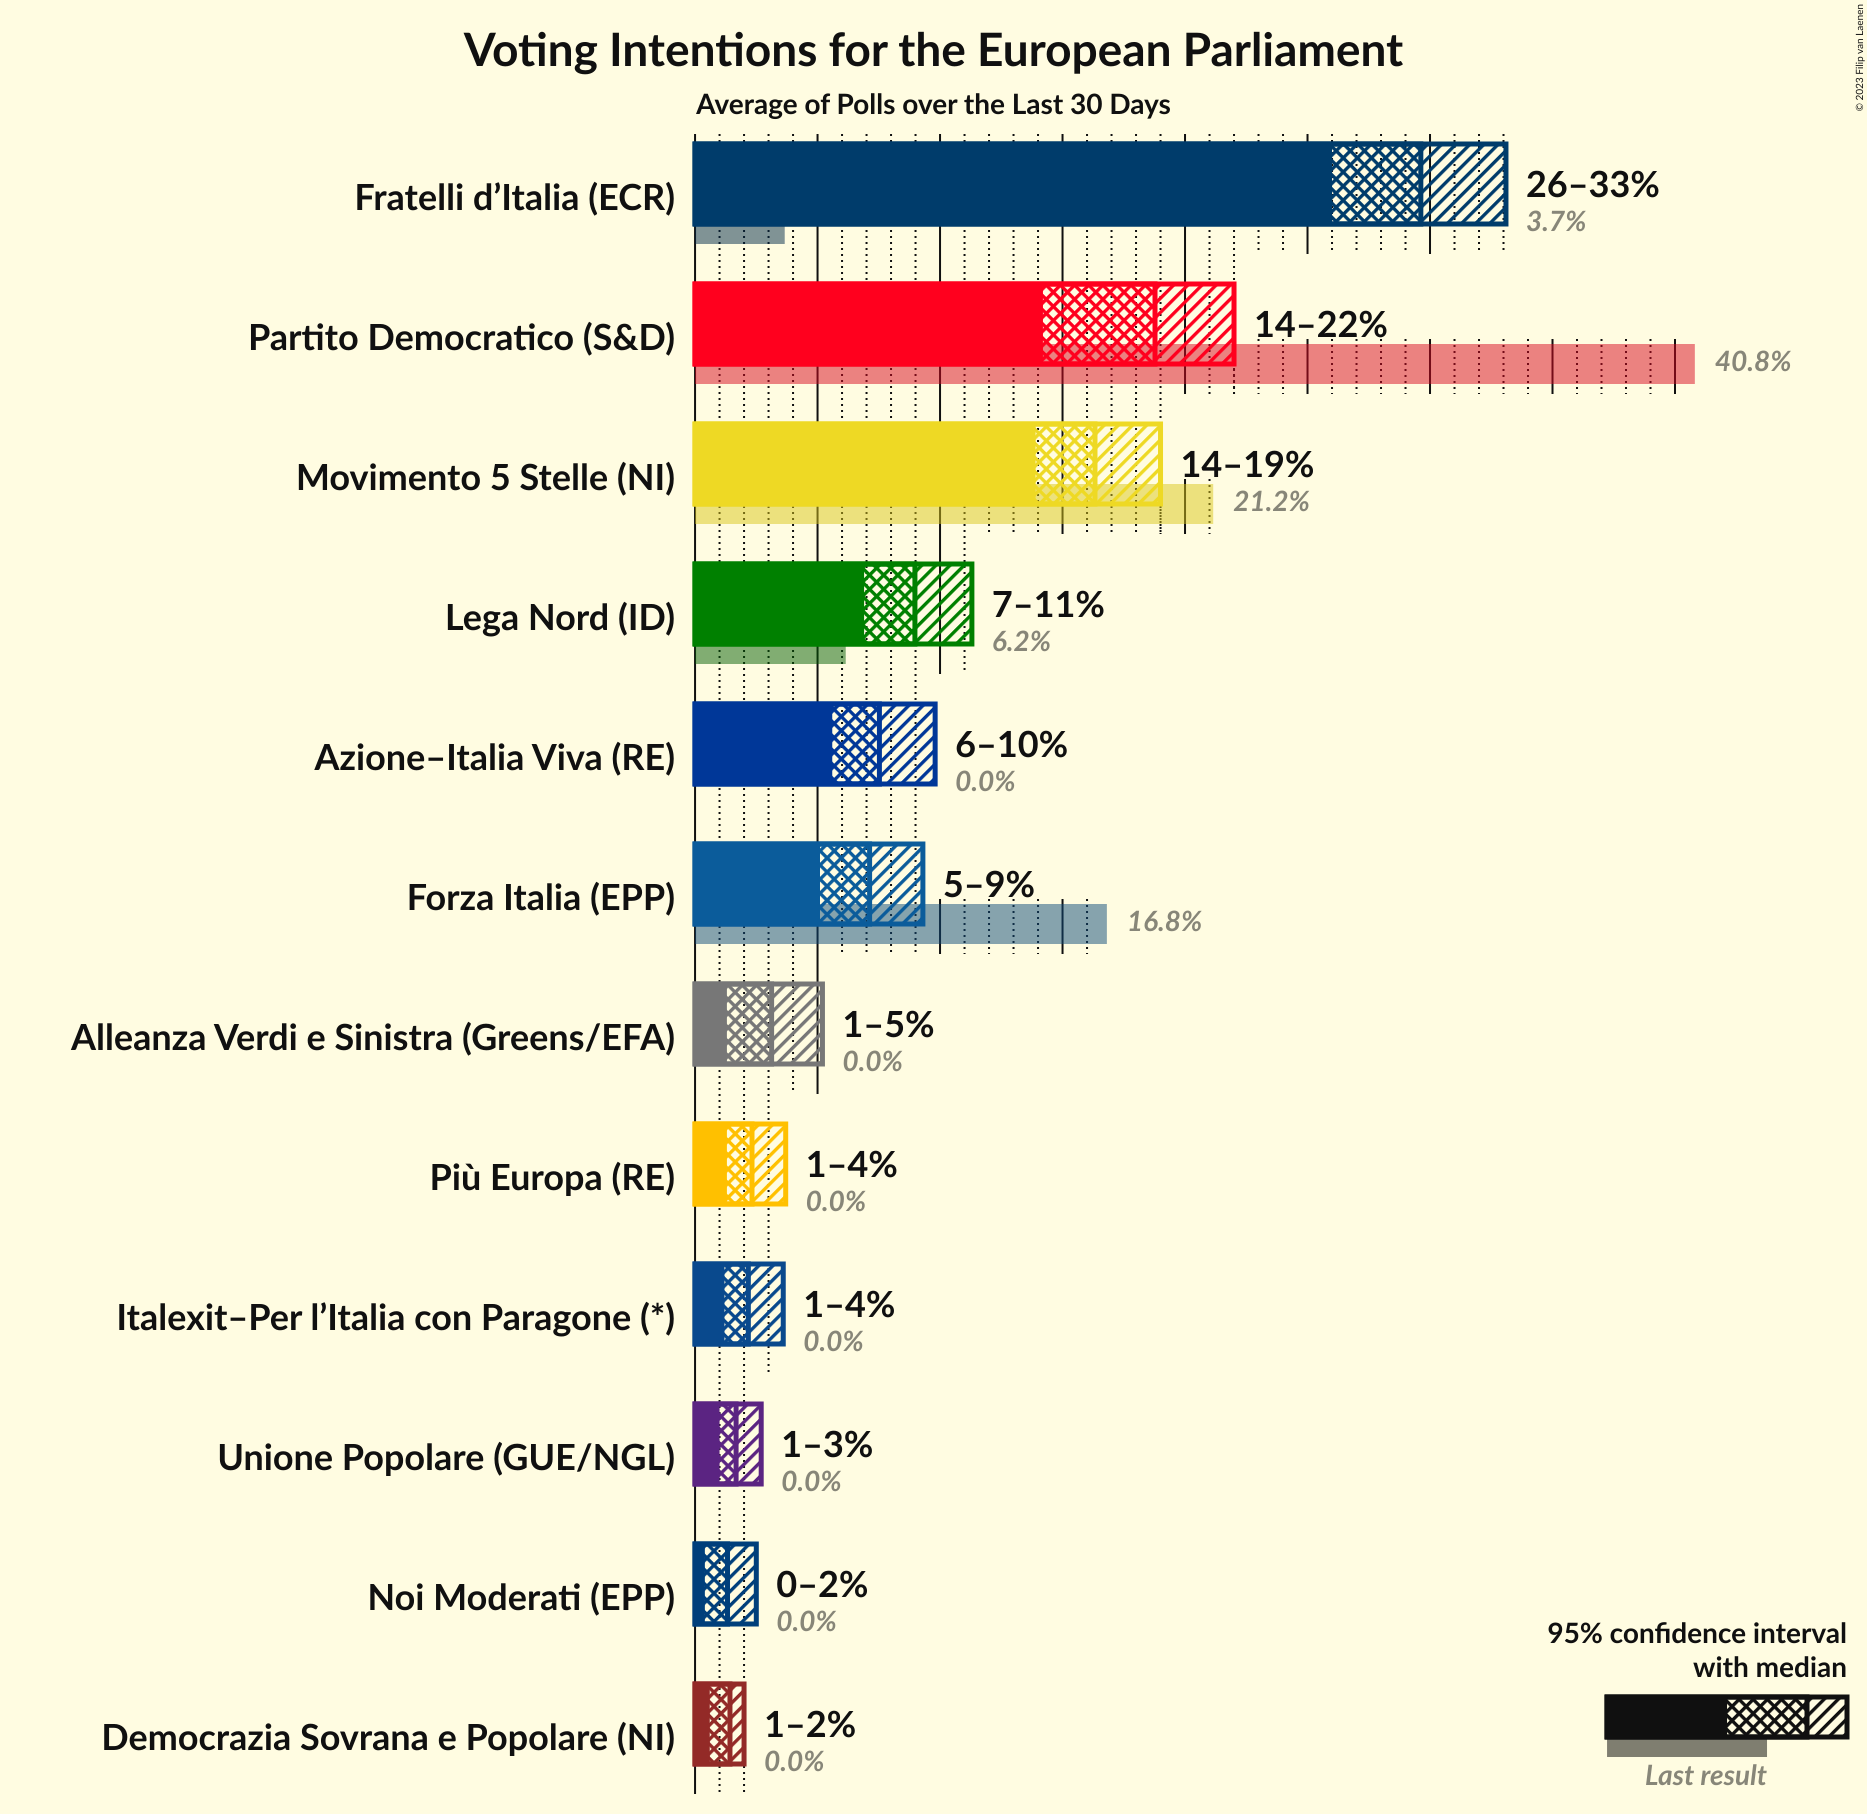 © 2023 Filip van Laenen
Voting Intentions for the European Parliament
Average of Polls over the Last 30 Days
Fratelli d’Italia (ECR)
26–33%
3.7%
Partito Democratico (S&D)
14–22%
40.8%
Movimento 5 Stelle (NI)
14–19%
21.2%
Lega Nord (ID)
7–11%
6.2%
Azione–Italia Viva (RE)
6–10%
0.0%
Forza Italia (EPP)
5–9%
16.8%
Alleanza Verdi e Sinistra (Greens/EFA)
1–5%
0.0%
Più Europa (RE)
1–4%
0.0%
Italexit–Per l’Italia con Paragone (*)
1–4%
0.0%
Unione Popolare (GUE/NGL)
1–3%
0.0%
Noi Moderati (EPP)
0–2%
0.0%
Democrazia Sovrana e Popolare (NI)
1–2%
0.0%
95% confidence interval
with median
Last result